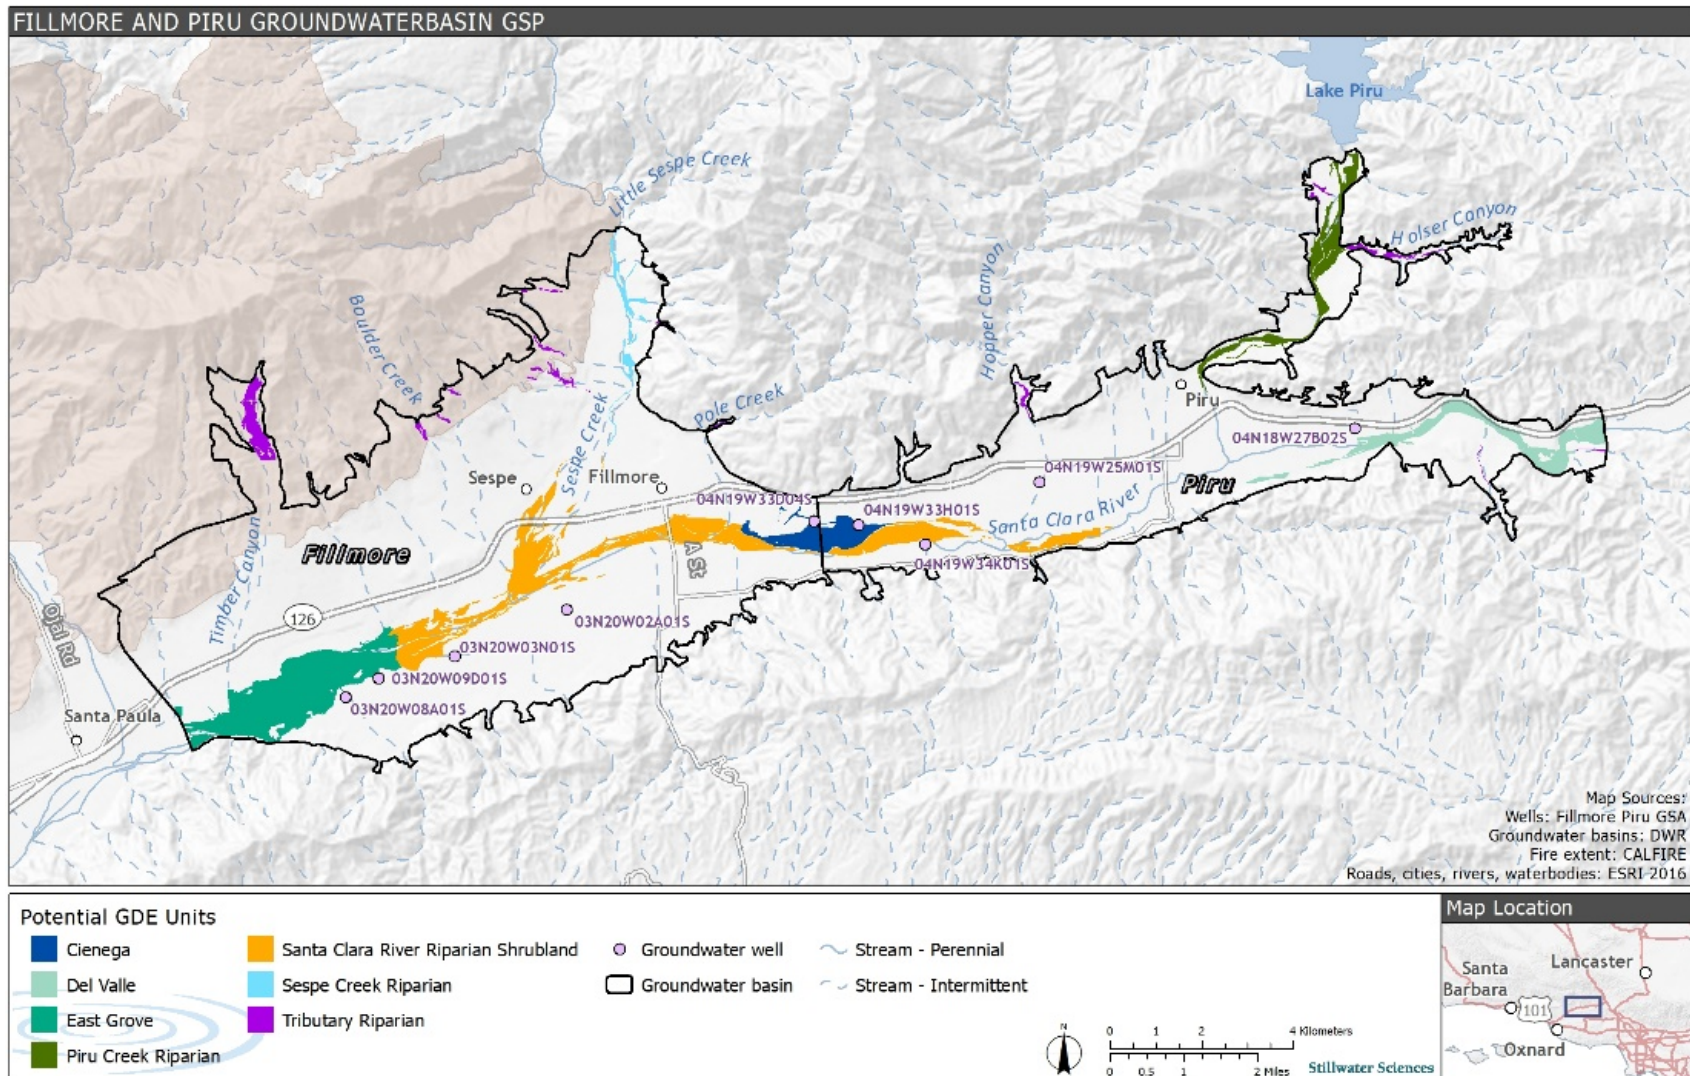 FILLMORE AND PIRU GROUNDWATERBASIN GSP
Lake Piru
Little Sespe Creek
Holser Canyon
Hopper Canyon
Boulder Creek
Pole Creek
Piru
04N18W27B02S
Sespe Creek
Sespe
Fillmore
04N19W25M01S
Piru
04N19W33D04S
04N19W33H01S
Santa Clara River
Fillmore
A St
04N19W34K01S
Timber Canyon
Ojai Rd
126
03N20W02A01S
03N20W03N01S
03N20W09D01S
03N20W08A01S
Santa Paula
Map Sources:
Wells: Fillmore Piru GSA
Groundwater basins: DWR
Fire extent: CALFIRE
Roads, cities, rivers, waterbodies: ESRI 2016
Potential GDE Units
Cienega
Del Valle
East Grove
Piru Creek Riparian
Santa Clara River Riparian Shrubland
Sespe Creek Riparian
Tributary Riparian
Groundwater well
Groundwater basin
Stream - Perennial
Stream - Intermittent
N
0 1 2 4 Kilometers
0 0.5 1 2 Miles
Stillwater Sciences
Map Location
Santa Barbara
Lancaster
101
Oxnard